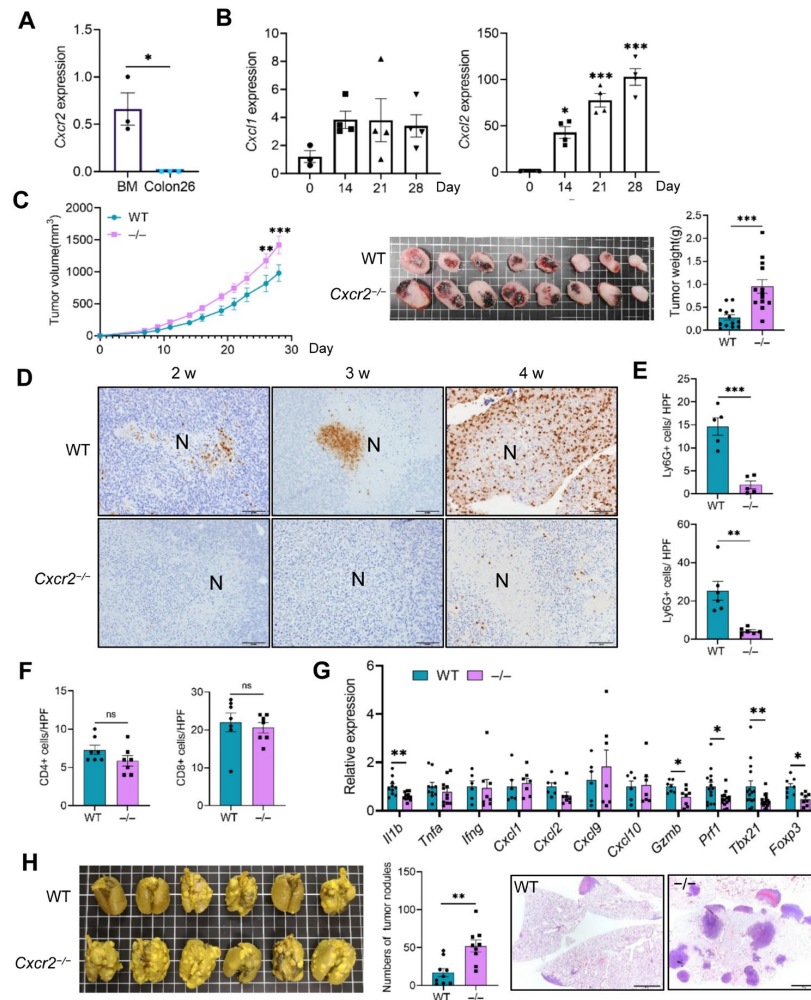 A
Cxcr2 expression
1.5
1.0
0.5
0.0
*
BM
Colon26
B
Cxcl1 expression
10
8
6
4
2
0
0
14
21
28
Day
Cxcl2 expression
150
100
50
0
*
***
***
0
14
21
28
Day
C
Tumor volume(mm3)
2000
1500
1000
500
0
WT
−/−
**
***
0
10
20
30
Day
WT
Cxcr2−/−
Tumor weight(g)
2.5
2.0
1.5
1.0
0.5
0.0
***
WT
−/−
D
2 w
3 w
4 w
WT
N
N
N
Cxcr2−/−
N
N
N
E
Ly6G+ cells/ HPF
20
15
10
5
0
***
WT
−/−
Ly6G+ cells/ HPF
60
40
20
0
**
WT
−/−
F
CD4+ cells/HPF
15
10
5
0
ns
WT
−/−
CD8+ cells/HPF
30
20
10
0
ns
WT
−/−
G
Relative expression
6
4
2
0
WT
−/−
**
*
*
**
*
Il1b
Tnfa
Ifng
Cxcl1
Cxcl2
Cxcl9
Cxcl10
Gzmb
Prf1
Tbx21
Foxp3
H
WT
Cxcr2−/−
Numbers of tumor nodules
150
100
50
0
**
WT
−/−
WT
−/−